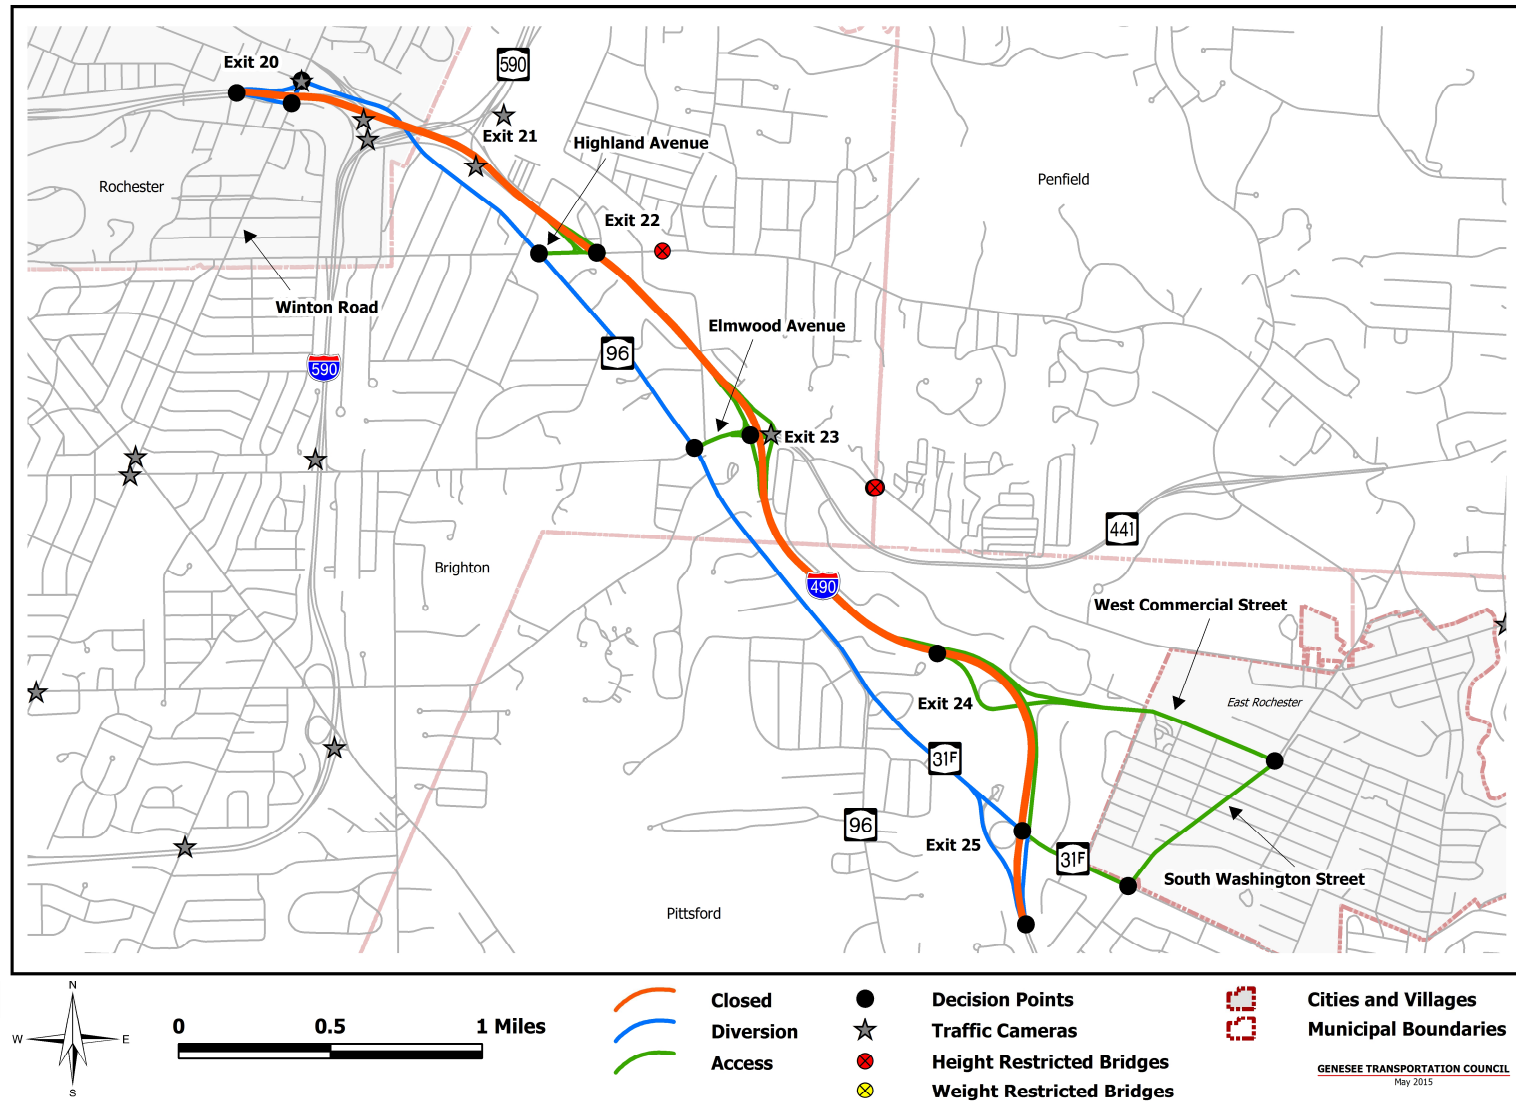 Exit 20
590
Exit 21
Highland Avenue
Rochester
Penfield
Exit 22
Winton Road
Elmwood Avenue
96
590
Exit 23
441
Brighton
490
West Commercial Street
East Rochester
Exit 24
31F
96
Exit 25
31F
South Washington Street
Pittsford
N
W
E
S
0
0.5
1 Miles
Closed
Diversion
Access
Decision Points
Traffic Cameras
Height Restricted Bridges
Weight Restricted Bridges
Cities and Villages
Municipal Boundaries
GENESEE TRANSPORTATION COUNCIL
May 2015